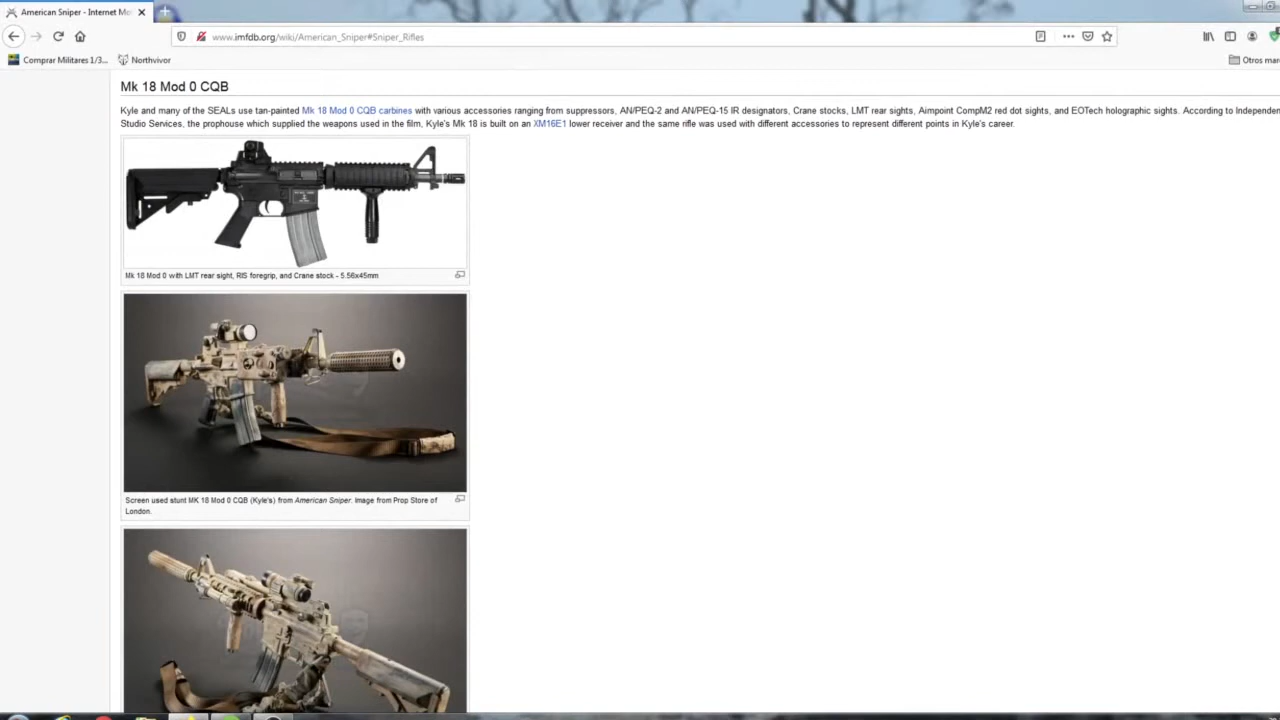 American Sniper - Internet Mo
www.imfdb.org/wiki/American_Sniper#Sniper_Rifles
Comprar Militares 1/3... Northvivor Otros mar
Mk 18 Mod 0 CQB
Kyle and many of the SEALs use tan-painted Mk 18 Mod 0 CQB carbines with various accessories ranging from suppressors, AN/PEQ-2 and AN/PEQ-15 IR designators, Crane stocks, LMT rear sights, Aimpoint CompM2 red dot sights, and EOTech holographic sights. According to Independen
Studio Services, the prophouse which supplied the weapons used in the film, Kyle's Mk 18 is built on an XM16E1 lower receiver and the same rifle was used with different accessories to represent different points in Kyle's career.
Mk 18 Mod 0 with LMT rear sight, RIS foregrip, and Crane stock - 5.56x45mm
Screen used stunt MK 18 Mod 0 CQB (Kyle's) from American Sniper. Image from Prop Store of
London.